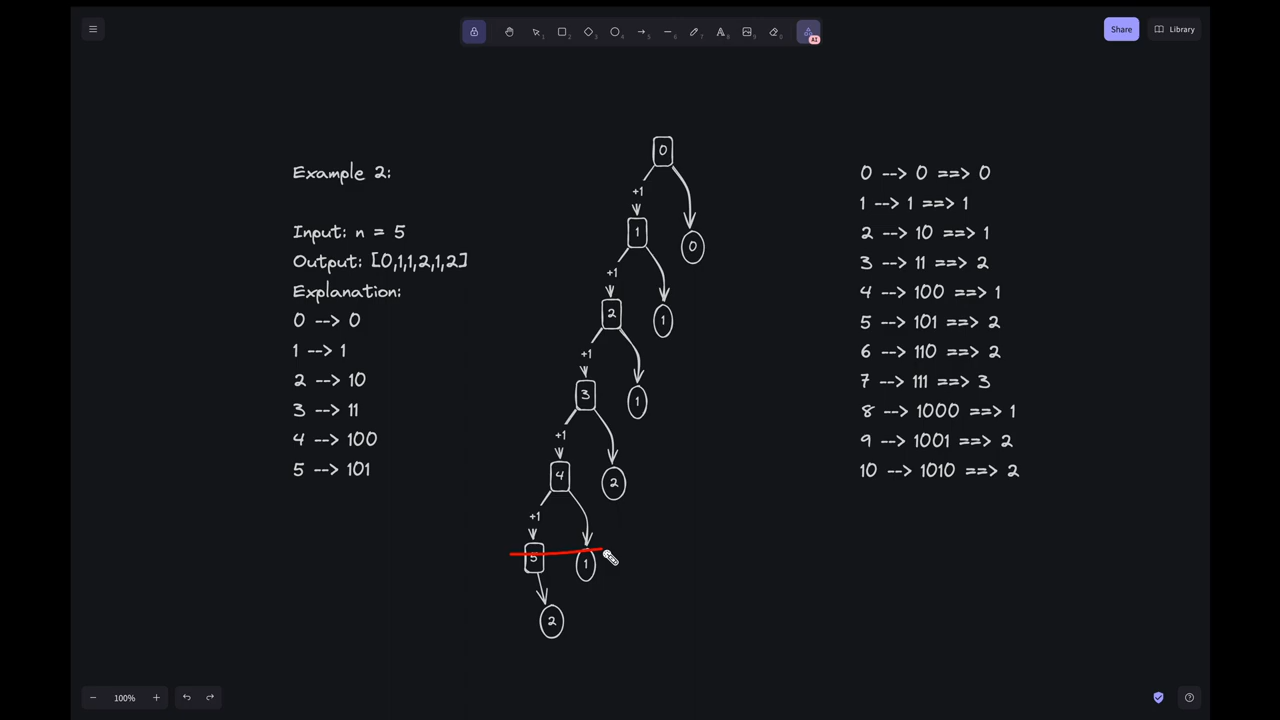 Share
Library
AI
Example 2:
Input: n = 5
Output: [0,1,1,2,1,2]
Explanation:
0 --> 0
1 --> 1
2 --> 10
3 --> 11
4 --> 100
5 --> 101
0
+1
1
0
+1
2
1
+1
3
1
+1
4
2
+1
5
1
2
0 --> 0 ==> 0
1 --> 1 ==> 1
2 --> 10 ==> 1
3 --> 11 ==> 2
4 --> 100 ==> 1
5 --> 101 ==> 2
6 --> 110 ==> 2
7 --> 111 ==> 3
8 --> 1000 ==> 1
9 --> 1001 ==> 2
10 --> 1010 ==> 2
100%